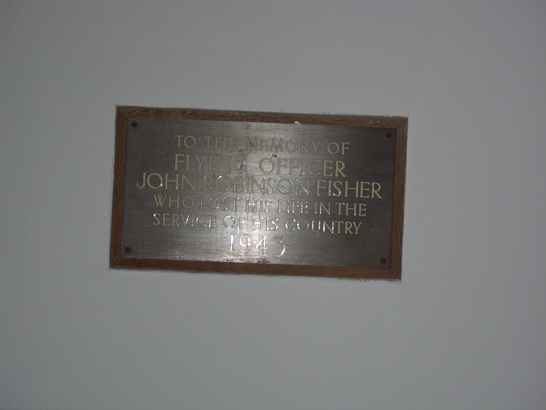 TO THE MEMORY OF
FLYING OFFICER
JOHN ROBINSON FISHER
WHO LOST HIS LIFE IN THE
SERVICE OF HIS COUNTRY
1943